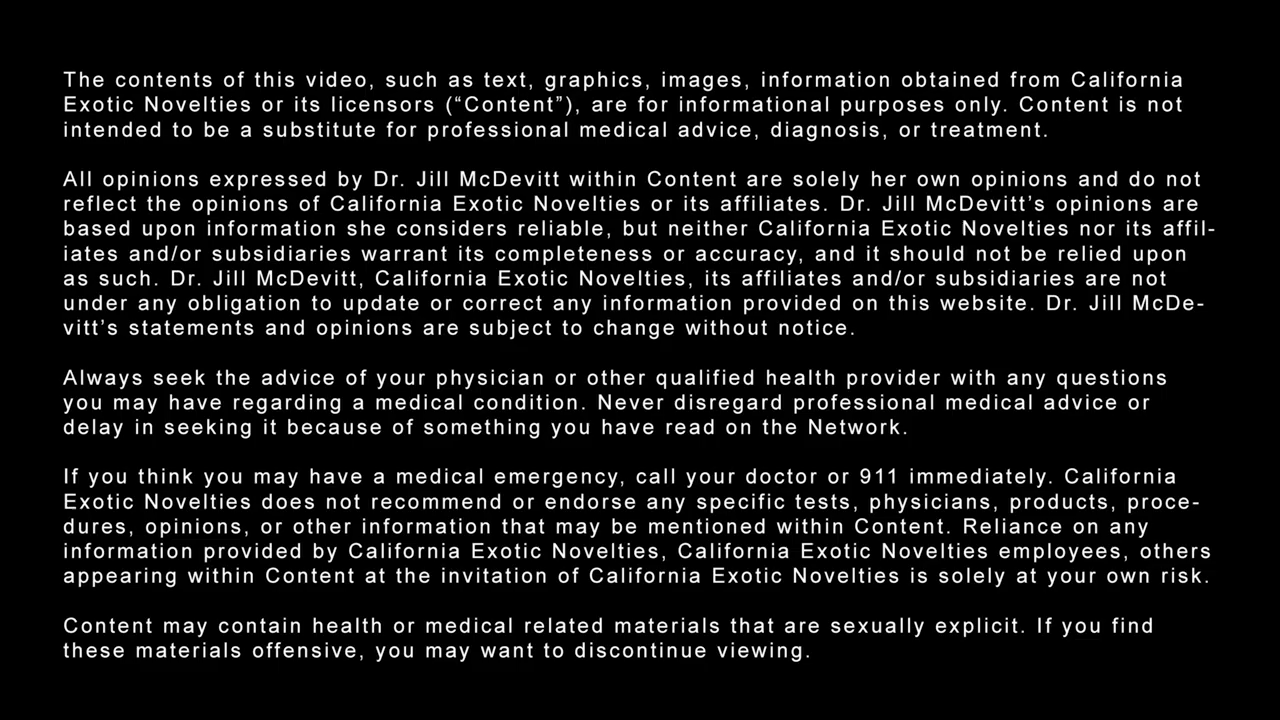 The contents of this video, such as text, graphics, images, information obtained from California
Exotic Novelties or its licensors (“Content”), are for informational purposes only. Content is not
intended to be a substitute for professional medical advice, diagnosis, or treatment.
All opinions expressed by Dr. Jill McDevitt within Content are solely her own opinions and do not
reflect the opinions of California Exotic Novelties or its affiliates. Dr. Jill McDevitt’s opinions are
based upon information she considers reliable, but neither California Exotic Novelties nor its affil-
iates and/or subsidiaries warrant its completeness or accuracy, and it should not be relied upon
as such. Dr. Jill McDevitt, California Exotic Novelties, its affiliates and/or subsidiaries are not
under any obligation to update or correct any information provided on this website. Dr. Jill McDe-
vitt’s statements and opinions are subject to change without notice.
Always seek the advice of your physician or other qualified health provider with any questions
you may have regarding a medical condition. Never disregard professional medical advice or
delay in seeking it because of something you have read on the Network.
If you think you may have a medical emergency, call your doctor or 911 immediately. California
Exotic Novelties does not recommend or endorse any specific tests, physicians, products, proce-
dures, opinions, or other information that may be mentioned within Content. Reliance on any
information provided by California Exotic Novelties, California Exotic Novelties employees, others
appearing within Content at the invitation of California Exotic Novelties is solely at your own risk.
Content may contain health or medical related materials that are sexually explicit. If you find
these materials offensive, you may want to discontinue viewing.